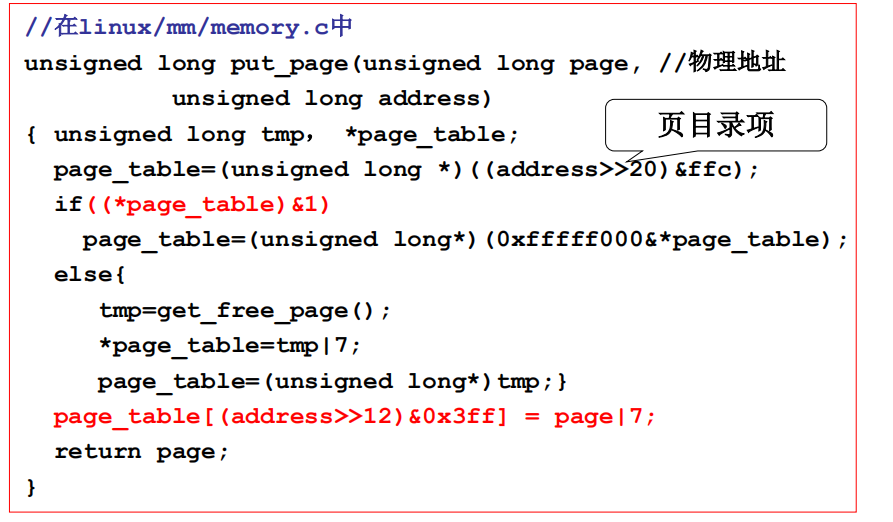 //在linux/mm/memory.c中
unsigned long put_page(unsigned long page, //物理地址
unsigned long address)
{ unsigned long tmp， *page_table;
页目录项
page_table=(unsigned long *)((address>>20)&ffc);
if((*page_table)&1)
page_table=(unsigned long*)(0xfffff000&*page_table);
else{
tmp=get_free_page();
*page_table=tmp|7;
page_table=(unsigned long*)tmp;}
page_table[(address>>12)&0x3ff] = page|7;
return page;
}